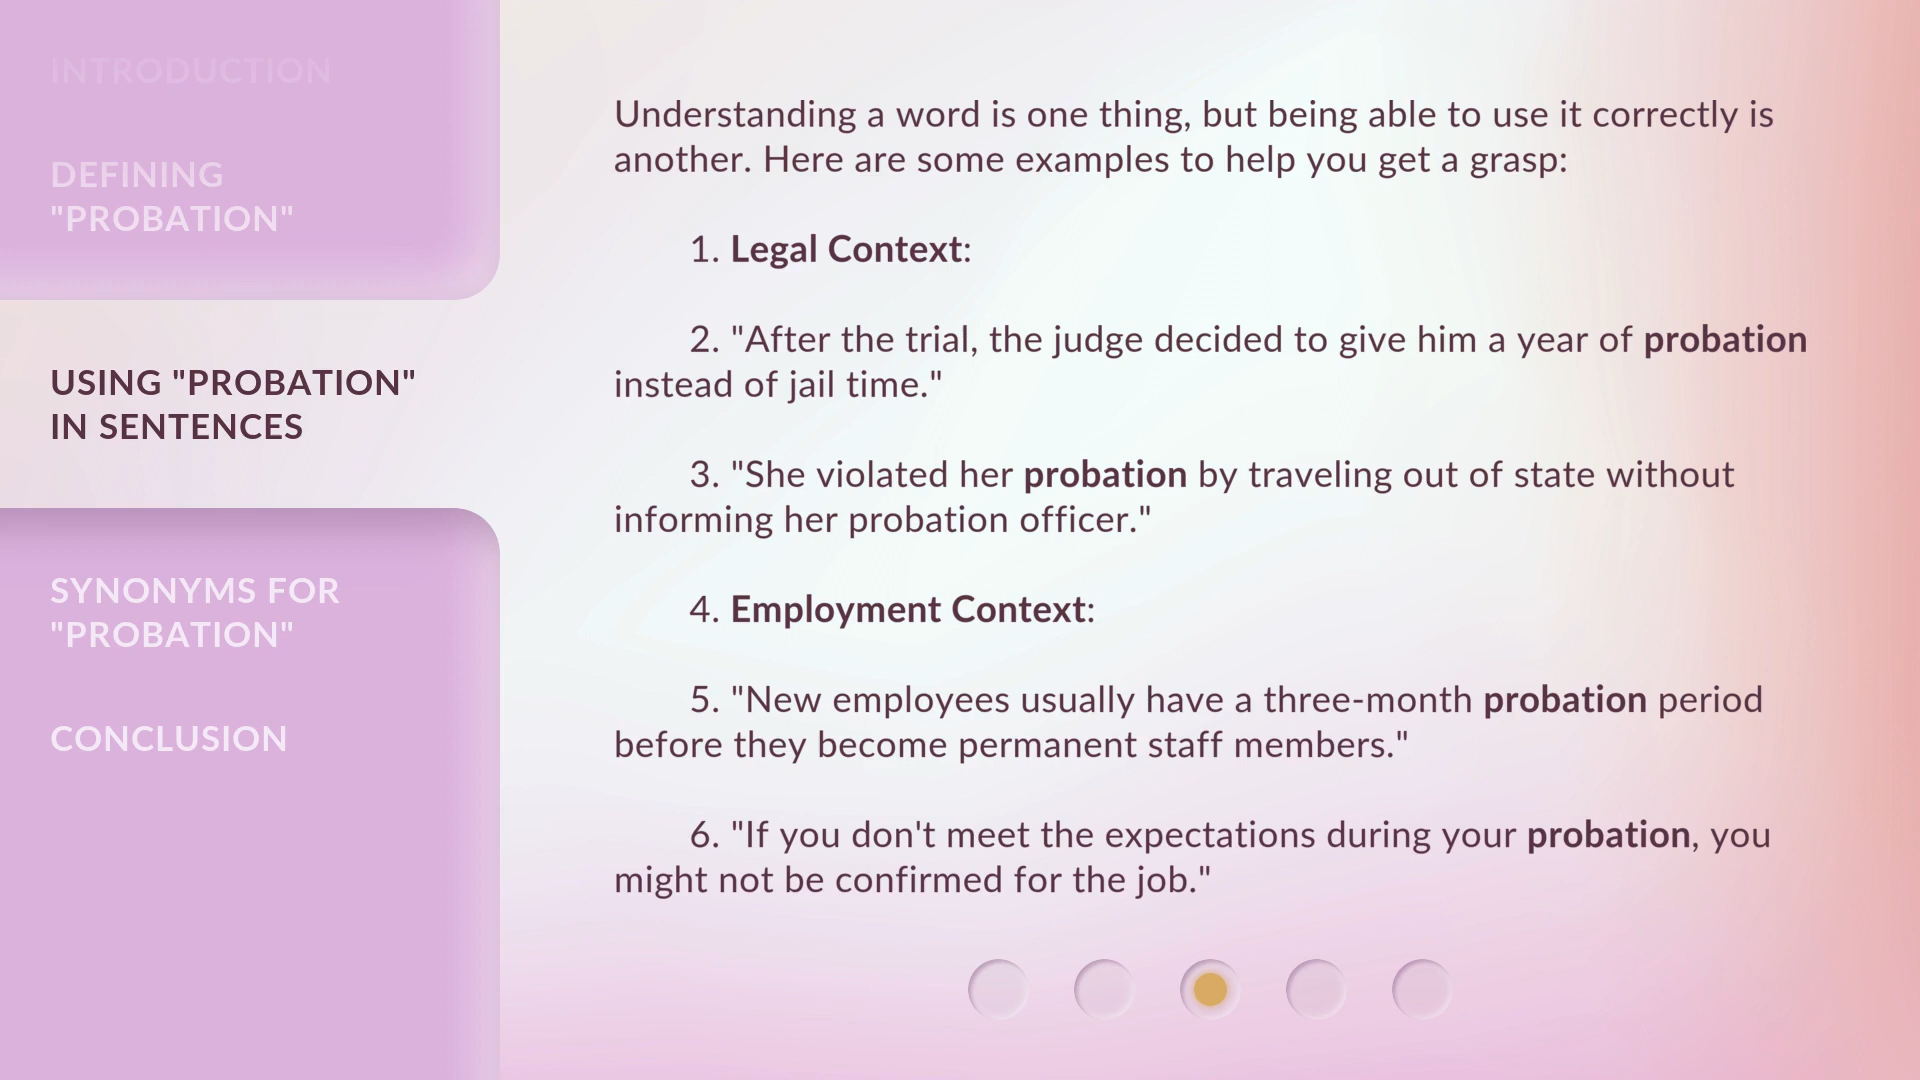 INTRODUCTION
DEFINING
"PROBATION"
USING "PROBATION"
IN SENTENCES
SYNONYMS FOR
"PROBATION"
CONCLUSION
Understanding a word is one thing, but being able to use it correctly is
another. Here are some examples to help you get a grasp:
1. Legal Context:
2. "After the trial, the judge decided to give him a year of probation
instead of jail time."
3. "She violated her probation by traveling out of state without
informing her probation officer."
4. Employment Context:
5. "New employees usually have a three-month probation period
before they become permanent staff members."
6. "If you don't meet the expectations during your probation, you
might not be confirmed for the job."